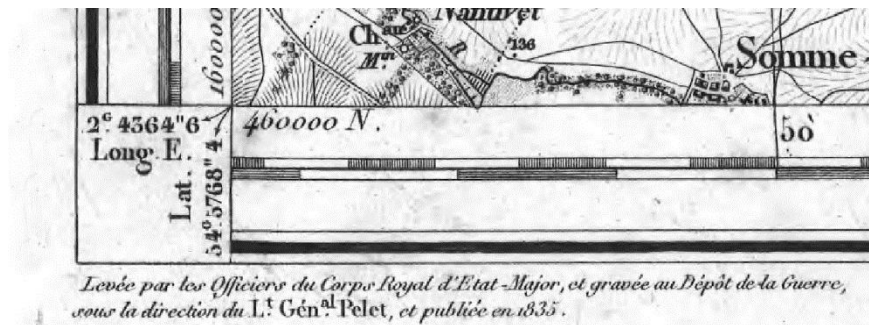 Nantivet
Ch.au
M.in
R.
136
Somme
160000
2.G 4364"6
Long. E.
Lat. 54.G 5768" 4
460000 N.
50'
Levée par les Officiers du Corps Royal d'Etat-Major, et gravée au Dépôt de la Guerre,
sous la direction du L.t Gén.al Pelet, et publiée en 1835.